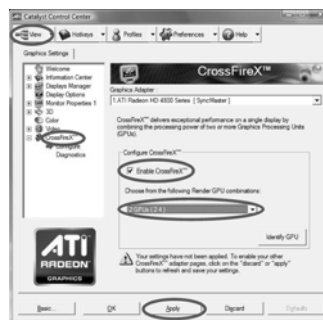 Catalyst Control Center
View Hotkeys Profiles Preferences Help
Graphics Settings
Welcome
Information Center
Displays Manager
Display Options
Monitor Properties 1
3D
Color
Video
CrossFireX
Configure
Diagnostics
CrossFireX™
Graphics Adapter:
1.ATI Radeon HD 4800 Series [ SyncMaster ]
CrossFireX™ delivers exceptional performance on a single display by
combining the processing power of two or more Graphics Processing Units
(GPUs).
Configure CrossFireX™
Enable CrossFireX™
Choose from the following Render GPU combinations:
2 GPUs ( 2 4 )
Identify GPU
Your settings have not been applied. To enable your other
CrossFireX™ adapter pages, click on the "discard" or "apply"
buttons to refresh and save your settings.
ATI
RADEON
GRAPHICS
Basic... OK Apply Discard Defaults